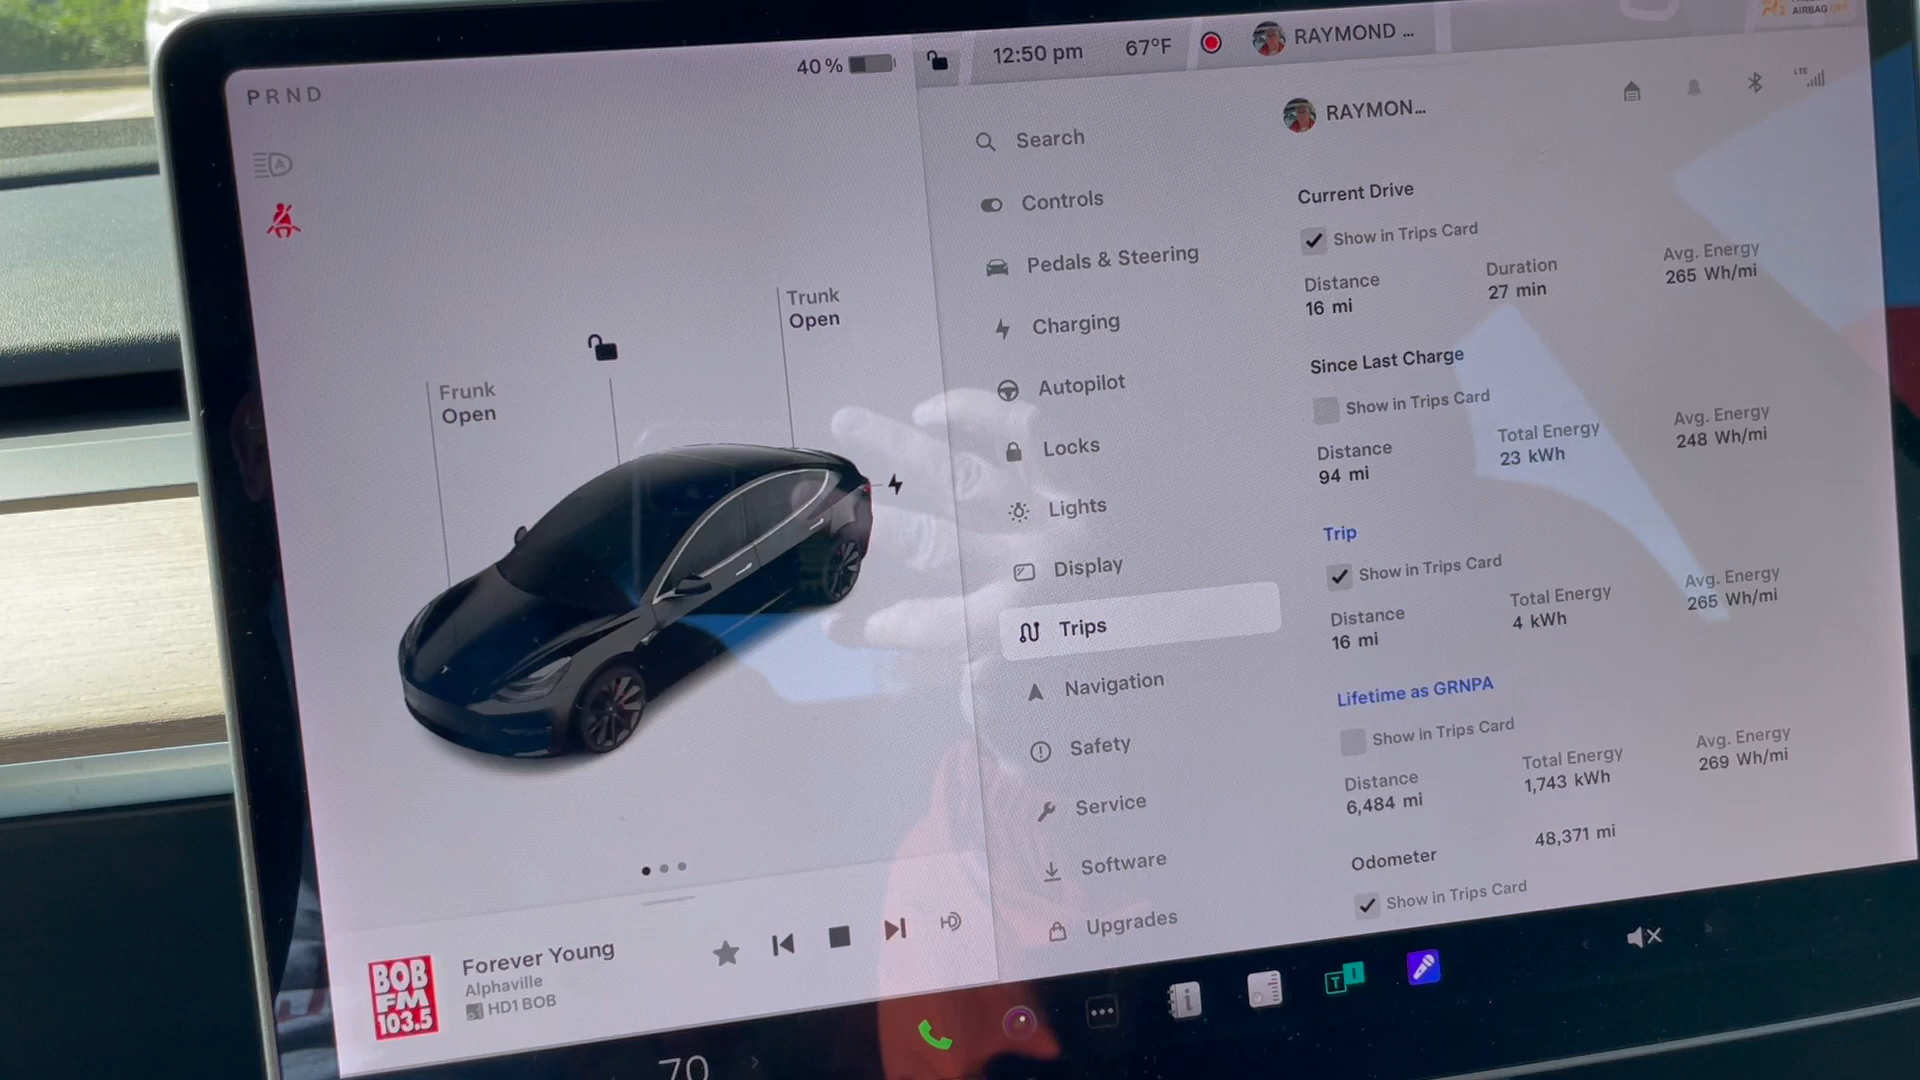 PRND
40 %
12:50 pm
67°F
RAYMOND ...
AIRBAG
Trunk
Open
Frunk
Open
Search
Controls
Pedals & Steering
Charging
Autopilot
Locks
Lights
Display
Trips
Navigation
Safety
Service
Software
Upgrades
RAYMON...
LTE
Current Drive
Show in Trips Card
Distance
16 mi
Duration
27 min
Avg. Energy
265 Wh/mi
Since Last Charge
Show in Trips Card
Distance
94 mi
Total Energy
23 kWh
Avg. Energy
248 Wh/mi
Trip
Show in Trips Card
Distance
16 mi
Total Energy
4 kWh
Avg. Energy
265 Wh/mi
Lifetime as GRNPA
Show in Trips Card
Distance
6,484 mi
Total Energy
1,743 kWh
Avg. Energy
269 Wh/mi
Odometer
48,371 mi
Show in Trips Card
BOB
FM
103.5
Forever Young
Alphaville
HD1 BOB
HD
T I
70